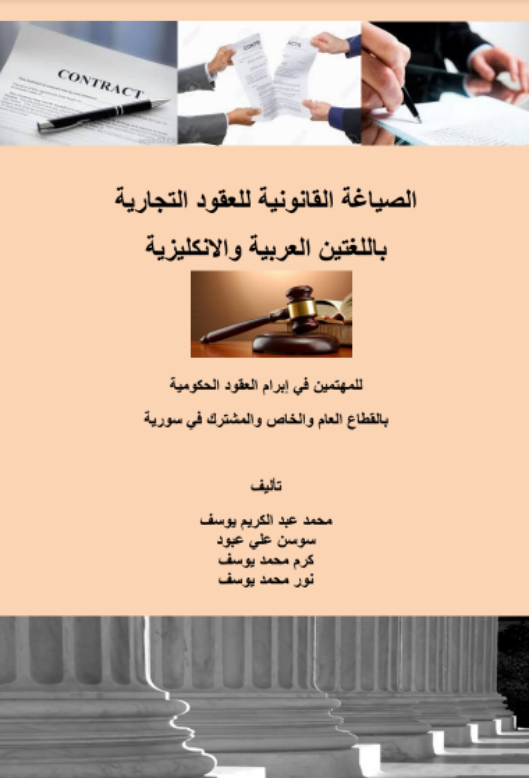 CONTRACT
الصياغة القانونية للعقود التجارية
باللغتين العربية والانكليزية
للمهتمين في إبرام العقود الحكومية
بالقطاع العام والخاص والمشترك في سورية
تأليف
محمد عبد الكريم يوسف
سوسن علي عبود
كرم محمد يوسف
نور محمد يوسف